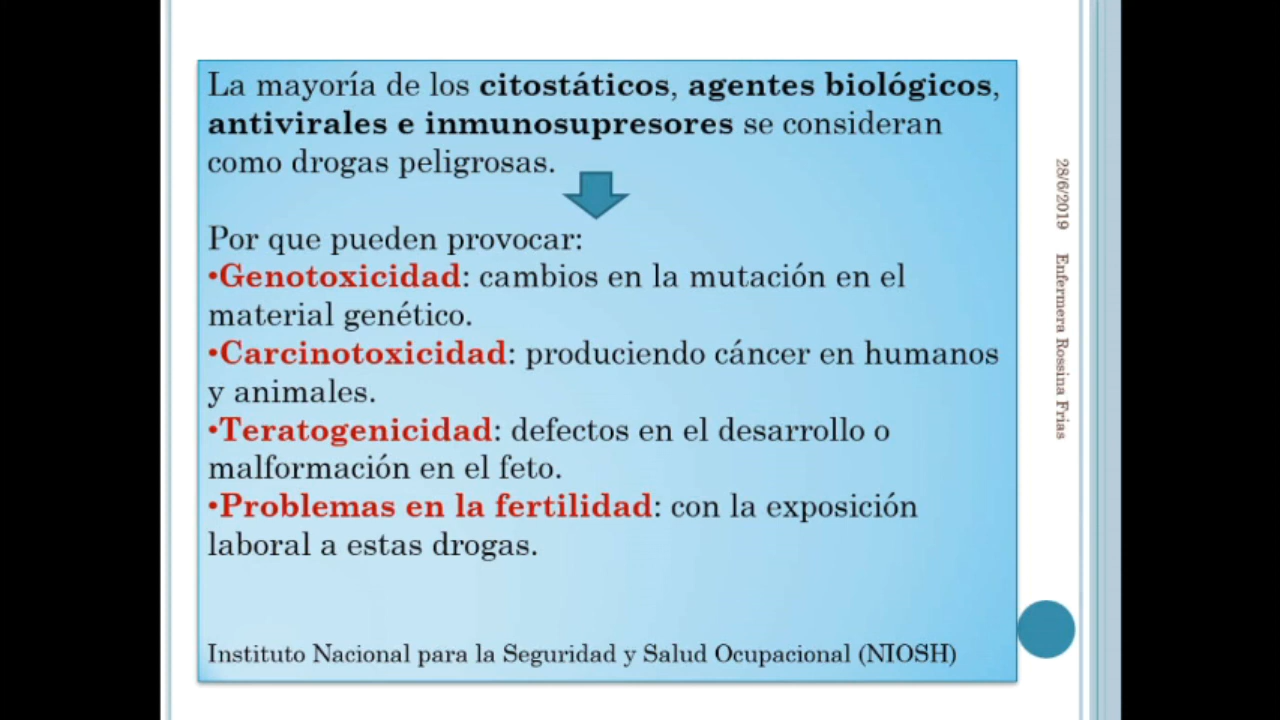 La mayoría de los citostáticos, agentes biológicos,
antivirales e inmunosupresores se consideran
como drogas peligrosas.
Por que pueden provocar:
•Genotoxicidad: cambios en la mutación en el
material genético.
•Carcinotoxicidad: produciendo cáncer en humanos
y animales.
•Teratogenicidad: defectos en el desarrollo o
malformación en el feto.
•Problemas en la fertilidad: con la exposición
laboral a estas drogas.
Instituto Nacional para la Seguridad y Salud Ocupacional (NIOSH)
28/6/2019 Enfermera Rossina Frias